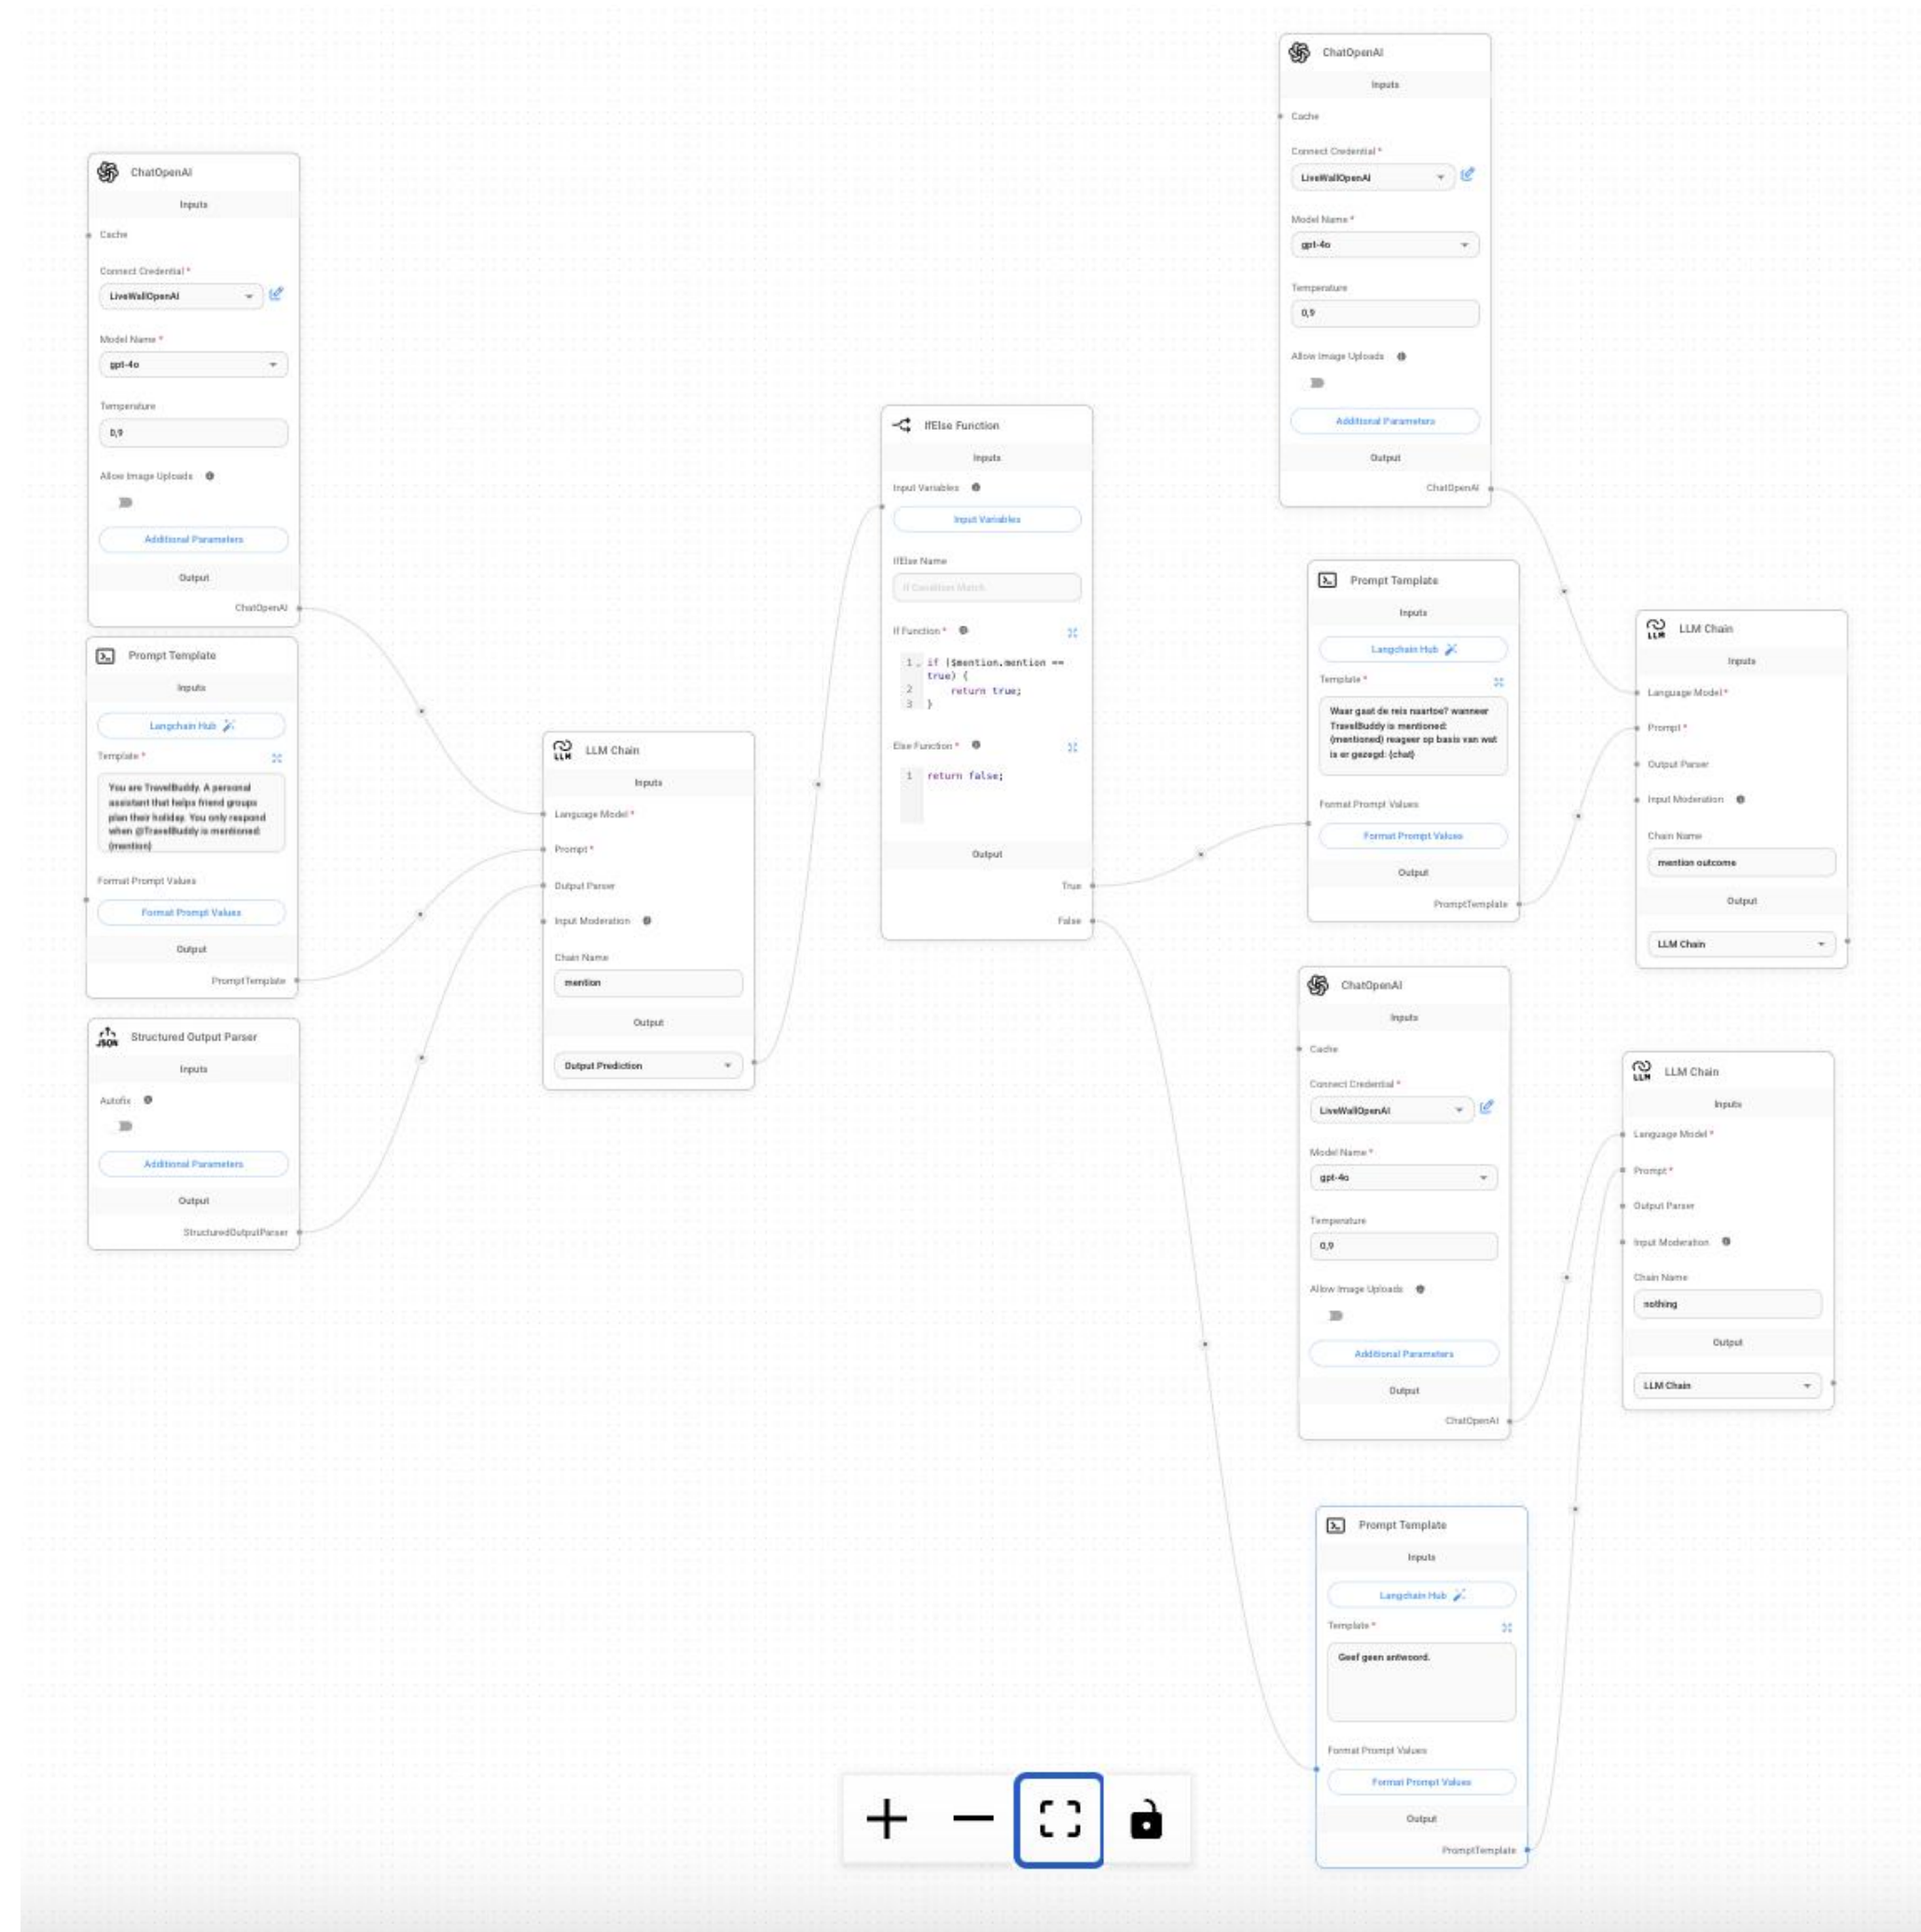 ChatOpenAI
Inputs
Cache
Connect Credential *
LiveWallOpenAI
Model Name *
gpt-4o
Temperature
0,9
Allow Image Uploads
Additional Parameters
Output
ChatOpenAI
Prompt Template
Inputs
Langchain Hub
Template *
You are TravelBuddy. A personal
assistant that helps friend groups
plan their holiday. You only respond
when @TravelBuddy is mentioned:
{mention}
Format Prompt Values
Format Prompt Values
Output
PromptTemplate
JSON
Structured Output Parser
Inputs
Autofix
Additional Parameters
Output
StructuredOutputParser
LLM
LLM Chain
Inputs
Language Model *
Prompt *
Output Parser
Input Moderation
Chain Name
mention
Output
Output Prediction
IfElse Function
Inputs
Input Variables
Input Variables
IfElse Name
If Condition Match
If Function *
1 if ($mention.mention ==
true) {
2 return true;
3 }
Else Function *
1 return false;
Output
True
False
ChatOpenAI
Inputs
Cache
Connect Credential *
LiveWallOpenAI
Model Name *
gpt-4o
Temperature
0,9
Allow Image Uploads
Additional Parameters
Output
ChatOpenAI
Prompt Template
Inputs
Langchain Hub
Template *
Waar gaat de reis naartoe? wanneer
TravelBuddy is mentioned:
{mentioned} reageer op basis van wat
is er gezegd: {chat}
Format Prompt Values
Format Prompt Values
Output
PromptTemplate
LLM
LLM Chain
Inputs
Language Model *
Prompt *
Output Parser
Input Moderation
Chain Name
mention outcome
Output
LLM Chain
ChatOpenAI
Inputs
Cache
Connect Credential *
LiveWallOpenAI
Model Name *
gpt-4o
Temperature
0,9
Allow Image Uploads
Additional Parameters
Output
ChatOpenAI
LLM
LLM Chain
Inputs
Language Model *
Prompt *
Output Parser
Input Moderation
Chain Name
nothing
Output
LLM Chain
Prompt Template
Inputs
Langchain Hub
Template *
Geef geen antwoord.
Format Prompt Values
Format Prompt Values
Output
PromptTemplate